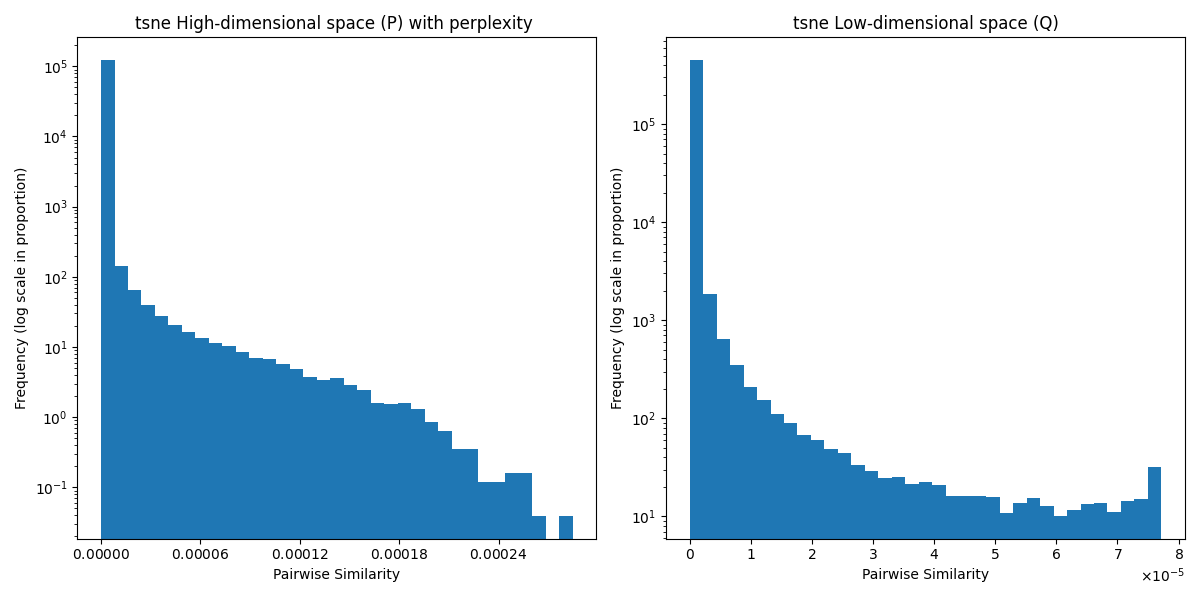 tsne High-dimensional space (P) with perplexity
Frequency (log scale in proportion)
10^5
10^4
10^3
10^2
10^1
10^0
10^-1
0.00000 0.00006 0.00012 0.00018 0.00024
Pairwise Similarity
tsne Low-dimensional space (Q)
Frequency (log scale in proportion)
10^5
10^4
10^3
10^2
10^1
0 1 2 3 4 5 6 7 8
×10^-5
Pairwise Similarity